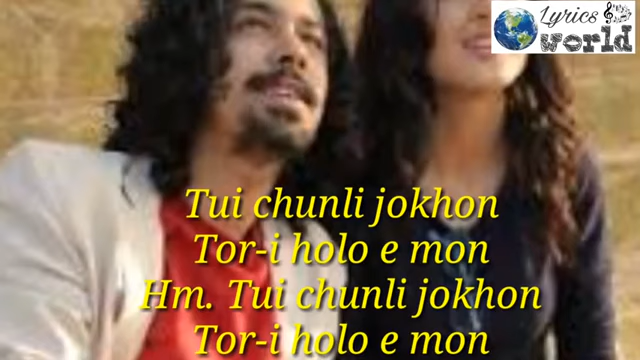 Lyrics
world
Tui chunli jokhon
Tor-i holo e mon
Hm. Tui chunli jokhon
Tor-i holo e mon